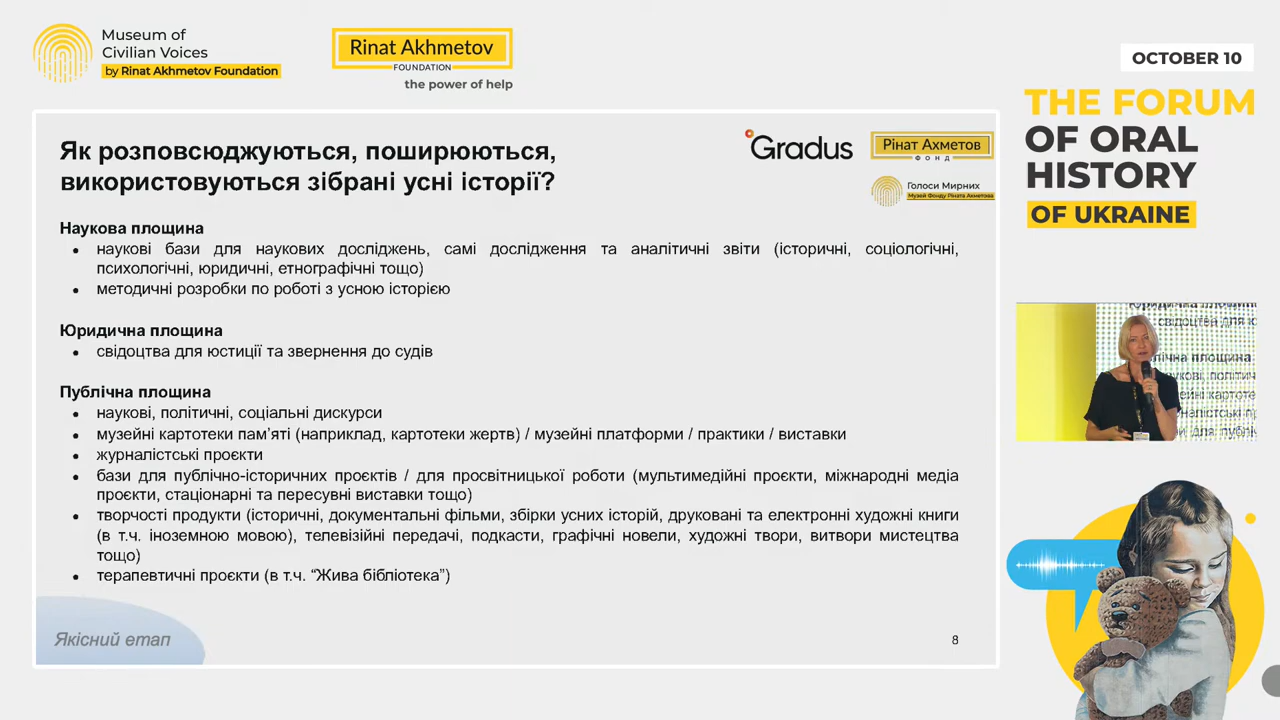 Museum of
Civilian Voices
by Rinat Akhmetov Foundation
Rinat Akhmetov
FOUNDATION
the power of help
OCTOBER 10
THE FORUM
OF ORAL
HISTORY
OF UKRAINE
Gradus
Рінат Ахметов
ФОНД
Голоси Мирних
Музей Фонду Ріната Ахметова
Як розповсюджуються, поширюються,
використовуються зібрані усні історії?
Наукова площина
• наукові бази для наукових досліджень, самі дослідження та аналітичні звіти (історичні, соціологічні,
психологічні, юридичні, етнографічні тощо)
• методичні розробки по роботі з усною історією
Юридична площина
• свідоцтва для юстиції та звернення до судів
Публічна площина
• наукові, політичні, соціальні дискурси
• музейні картотеки пам’яті (наприклад, картотеки жертв) / музейні платформи / практики / виставки
• журналістські проєкти
• бази для публічно-історичних проєктів / для просвітницької роботи (мультимедійні проєкти, міжнародні медіа
проєкти, стаціонарні та пересувні виставки тощо)
• творчості продукти (історичні, документальні фільми, збірки усних історій, друковані та електронні художні книги
(в т.ч. іноземною мовою), телевізійні передачі, подкасти, графічні новели, художні твори, витвори мистецтва
тощо)
• терапевтичні проєкти (в т.ч. “Жива бібліотека”)
Якісний етап
8